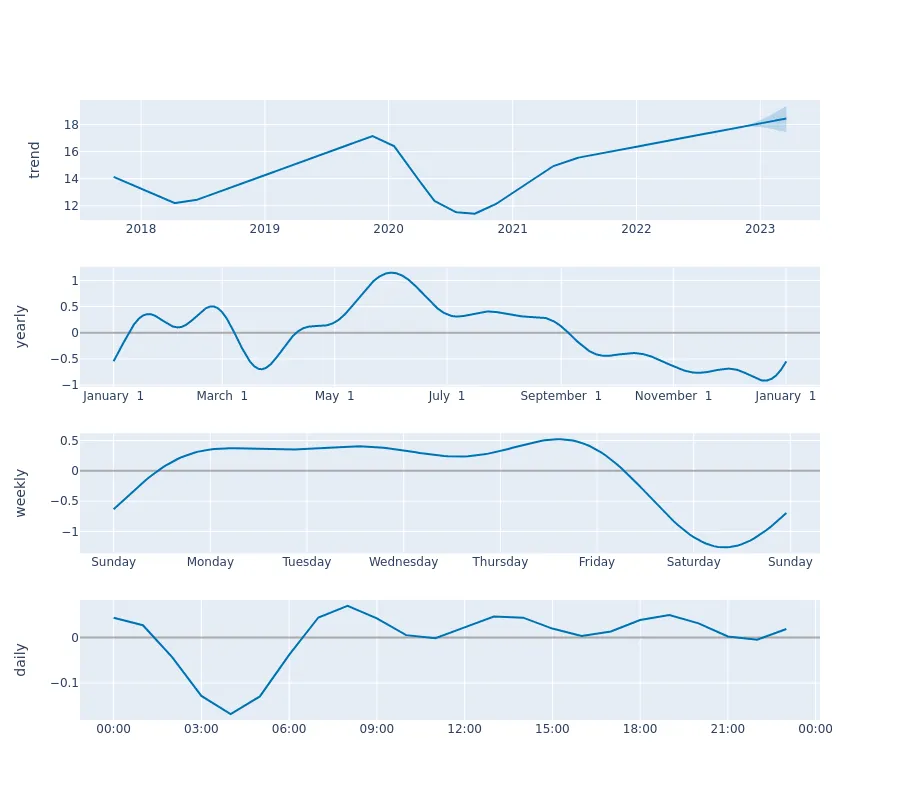 trend
18
16
14
12
2018 2019 2020 2021 2022 2023
yearly
1
0.5
0
−0.5
−1
January 1 March 1 May 1 July 1 September 1 November 1 January 1
weekly
0.5
0
−0.5
−1
Sunday Monday Tuesday Wednesday Thursday Friday Saturday Sunday
daily
0
−0.1
00:00 03:00 06:00 09:00 12:00 15:00 18:00 21:00 00:00